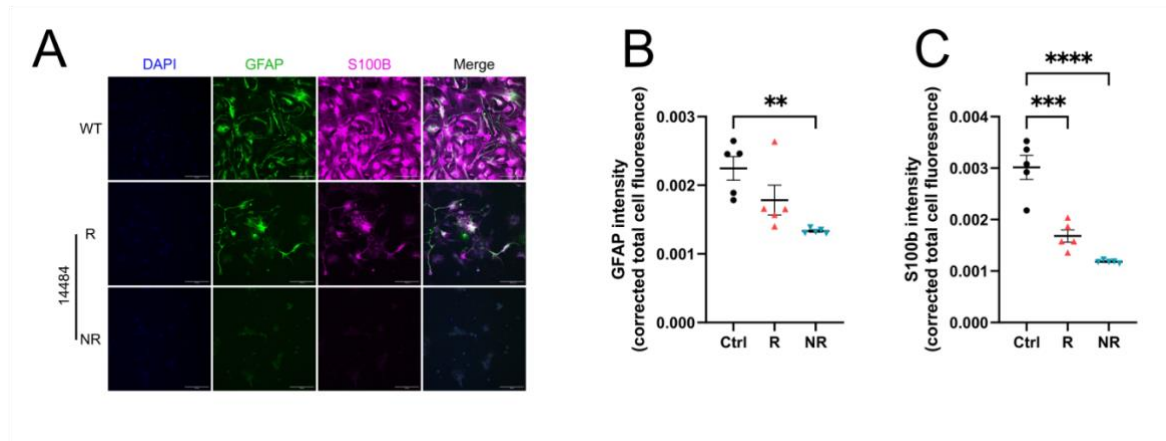 A
DAPI GFAP S100B Merge
WT
R
14484
NR
B
**
GFAP intensity
(corrected total cell fluoresence)
0.003
0.002
0.001
0.000
Ctrl R NR
C
****
***
S100b intensity
(corrected total cell fluoresence)
0.004
0.003
0.002
0.001
0.000
Ctrl R NR